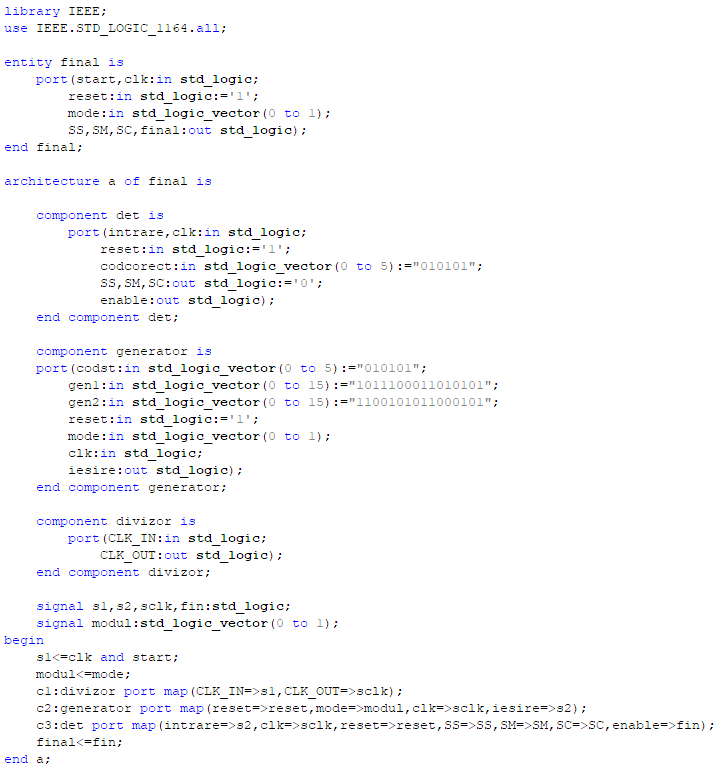 library IEEE;
use IEEE.STD_LOGIC_1164.all;

entity final is
    port(start,clk:in std_logic;
        reset:in std_logic:='1';
        mode:in std_logic_vector(0 to 1);
        SS,SM,SC,final:out std_logic);
end final;

architecture a of final is

    component det is
        port(intrare,clk:in std_logic;
            reset:in std_logic:='1';
            codcorect:in std_logic_vector(0 to 5):="010101";
            SS,SM,SC:out std_logic:='0';
            enable:out std_logic);
    end component det;

    component generator is
    port(codst:in std_logic_vector(0 to 5):="010101";
        gen1:in std_logic_vector(0 to 15):="1011100011010101";
        gen2:in std_logic_vector(0 to 15):="1100101011000101";
        reset:in std_logic:='1';
        mode:in std_logic_vector(0 to 1);
        clk:in std_logic;
        iesire:out std_logic);
    end component generator;

    component divizor is
        port(CLK_IN:in std_logic;
            CLK_OUT:out std_logic);
    end component divizor;

    signal s1,s2,sclk,fin:std_logic;
    signal modul:std_logic_vector(0 to 1);
begin
    s1<=clk and start;
    modul<=mode;
    c1:divizor port map(CLK_IN=>s1,CLK_OUT=>sclk);
    c2:generator port map(reset=>reset,mode=>modul,clk=>sclk,iesire=>s2);
    c3:det port map(intrare=>s2,clk=>sclk,reset=>reset,SS=>SS,SM=>SM,SC=>SC,enable=>fin);
    final<=fin;
end a;